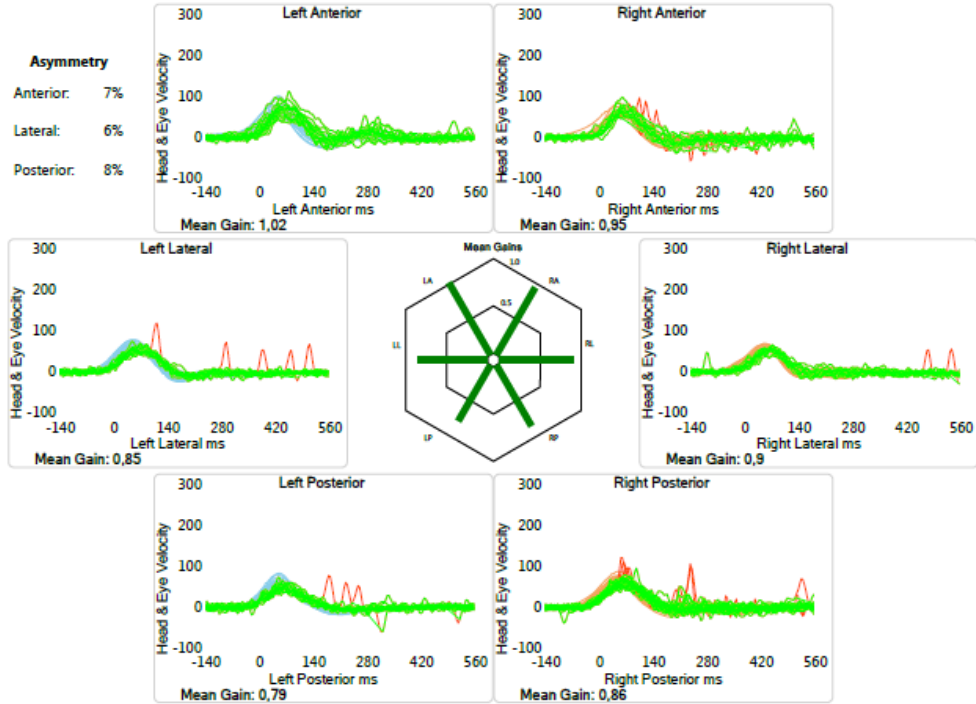 Asymmetry
Anterior: 7%
Lateral: 6%
Posterior: 8%
Left Anterior
Head & Eye Velocity
300
200
100
0
-100
-140 0 140 280 420 560
Left Anterior ms
Mean Gain: 1,02
Right Anterior
Head & Eye Velocity
300
200
100
0
-100
-140 0 140 280 420 560
Right Anterior ms
Mean Gain: 0,95
Left Lateral
Head & Eye Velocity
300
200
100
0
-100
-140 0 140 280 420 560
Left Lateral ms
Mean Gain: 0,85
Mean Gains
1.0
LA RA
0.5
LL RL
LP RP
Right Lateral
Head & Eye Velocity
300
200
100
0
-100
-140 0 140 280 420 560
Right Lateral ms
Mean Gain: 0,9
Left Posterior
Head & Eye Velocity
300
200
100
0
-100
-140 0 140 280 420 560
Left Posterior ms
Mean Gain: 0,79
Right Posterior
Head & Eye Velocity
300
200
100
0
-100
-140 0 140 280 420 560
Right Posterior ms
Mean Gain: 0,86